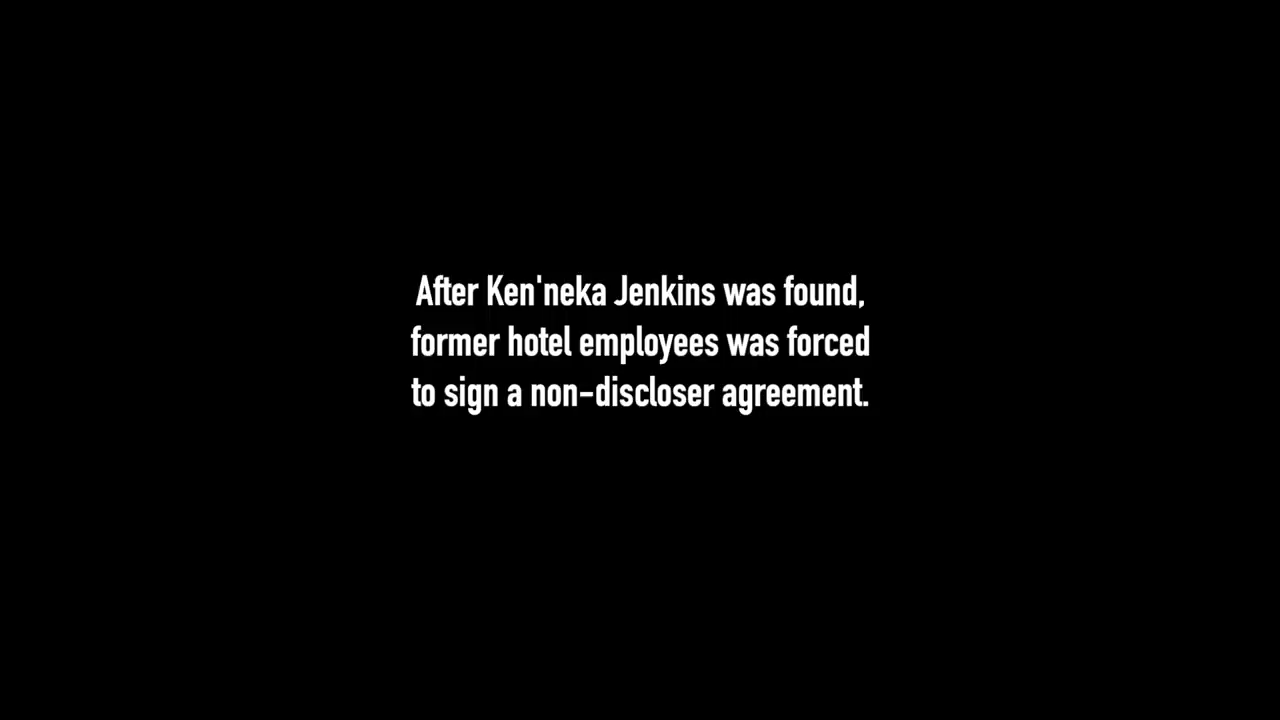 After Ken'neka Jenkins was found,
former hotel employees was forced
to sign a non-discloser agreement.